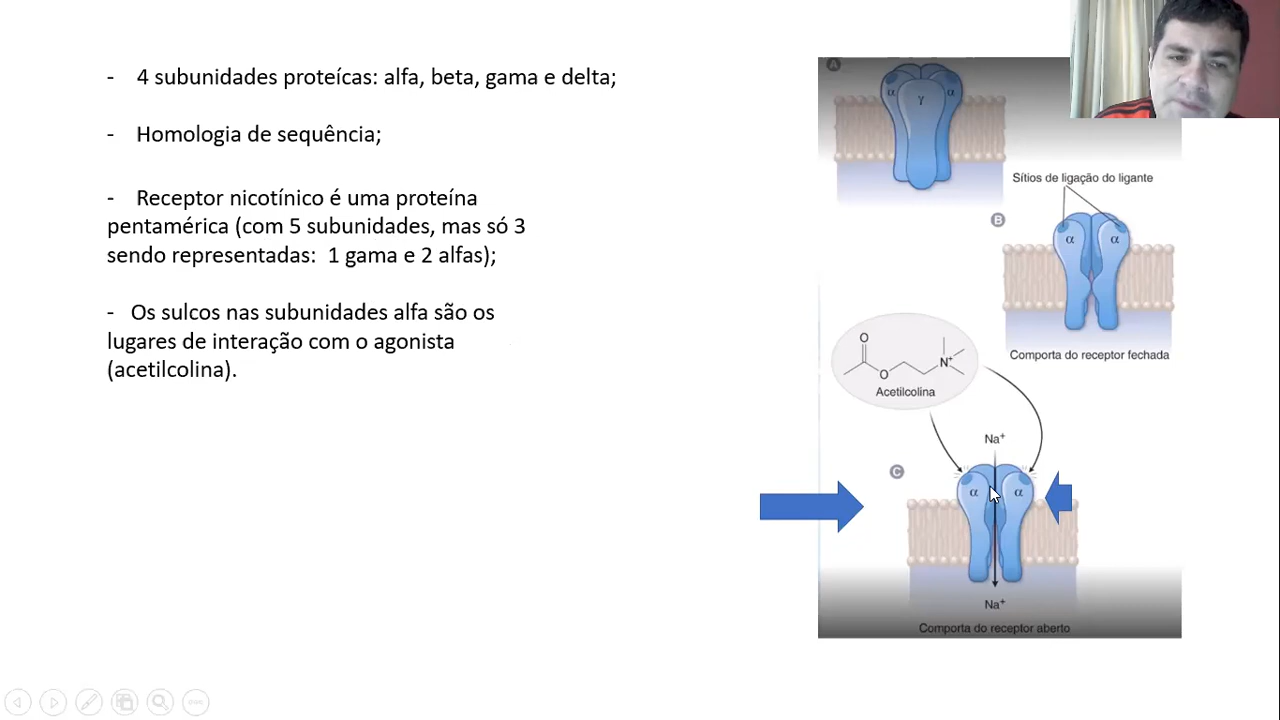 - 4 subunidades proteícas: alfa, beta, gama e delta;
- Homologia de sequência;
- Receptor nicotínico é uma proteína
pentamérica (com 5 subunidades, mas só 3
sendo representadas: 1 gama e 2 alfas);
- Os sulcos nas subunidades alfa são os
lugares de interação com o agonista
(acetilcolina).
A
α γ α
Sítios de ligação do ligante
B
α α
Comporta do receptor fechada
O
O
N+
Acetilcolina
Na+
C
α α
Na+
Comporta do receptor aberto